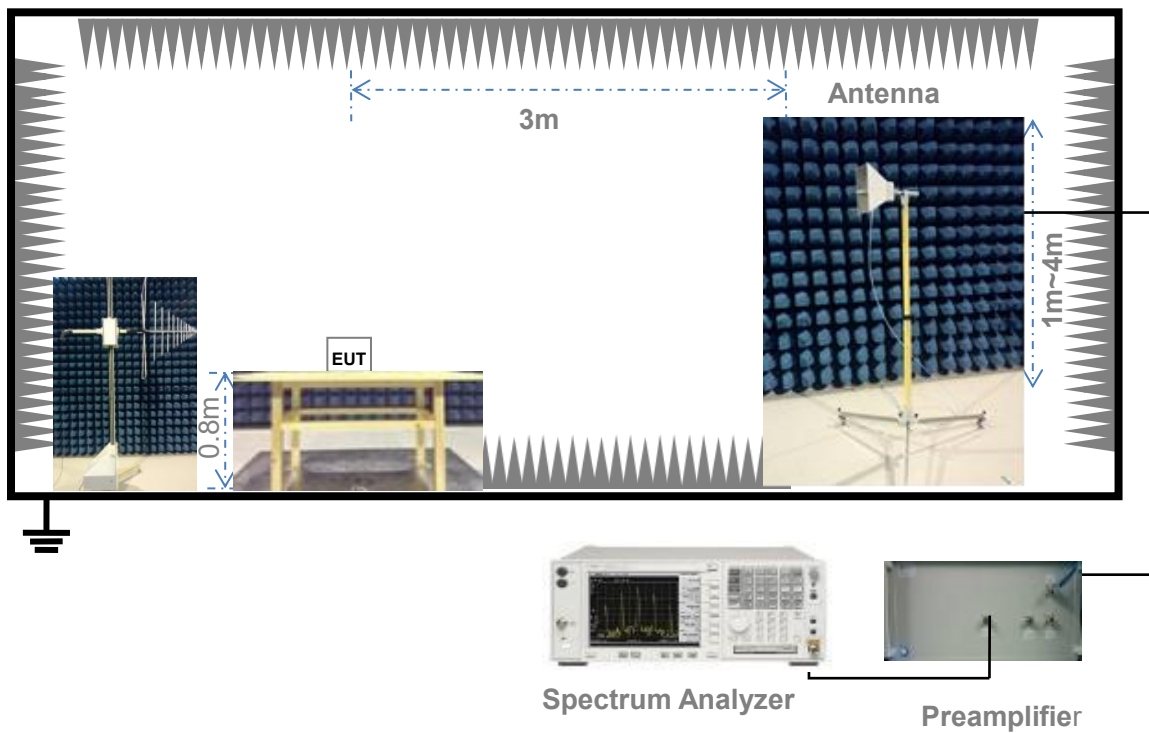 Antenna
3m
1m~4m
EUT
0.8m
Spectrum Analyzer
Preamplifier